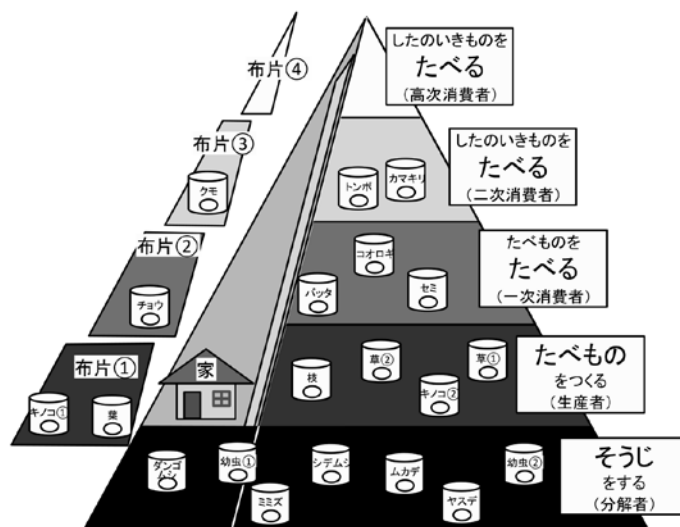 布片④
したのいきものを
たべる
(高次消費者)
布片③
クモ
したのいきものを
たべる
(二次消費者)
トンボ
カマキリ
布片②
チョウ
たべものを
たべる
(一次消費者)
コオロギ
バッタ
セミ
布片①
キノコ①
葉
家
たべもの
をつくる
(生産者)
枝
草②
草①
キノコ②
そうじ
をする
(分解者)
ダンゴ
ムシ
幼虫①
シデムシ
ムカデ
幼虫②
ミミズ
ヤスデ